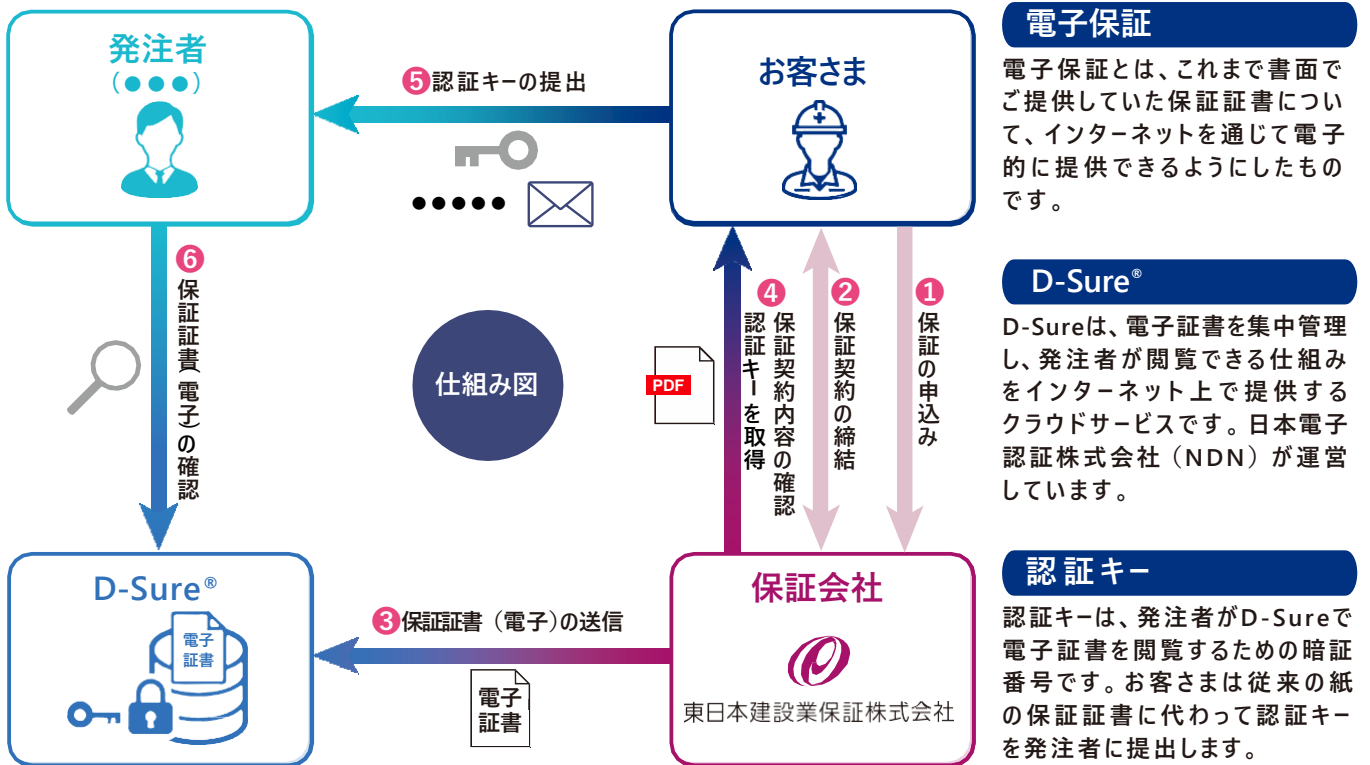 発注者
(●●●)
❺認証キーの提出
●●●●●
お客さま
❻保証証書(電子)の確認
仕組み図
PDF
❹保証契約内容の確認
認証キーを取得
❷保証契約の締結
❶保証の申込み
D-Sure®
電子
証書
❸保証証書（電子）の送信
電子
証書
保証会社
東日本建設業保証株式会社
電子保証
電子保証とは、これまで書面で
ご提供していた保証証書につい
て、インターネットを通じて電子
的に提供できるようにしたもの
です。
D-Sure®
D-Sureは、電子証書を集中管理
し、発注者が閲覧できる仕組み
をインターネット上で提供する
クラウドサービスです。日本電子
認証株式会社（NDN）が運営
しています。
認証キー
認証キーは、発注者がD-Sureで
電子証書を閲覧するための暗証
番号です。お客さまは従来の紙
の保証証書に代わって認証キー
を発注者に提出します。